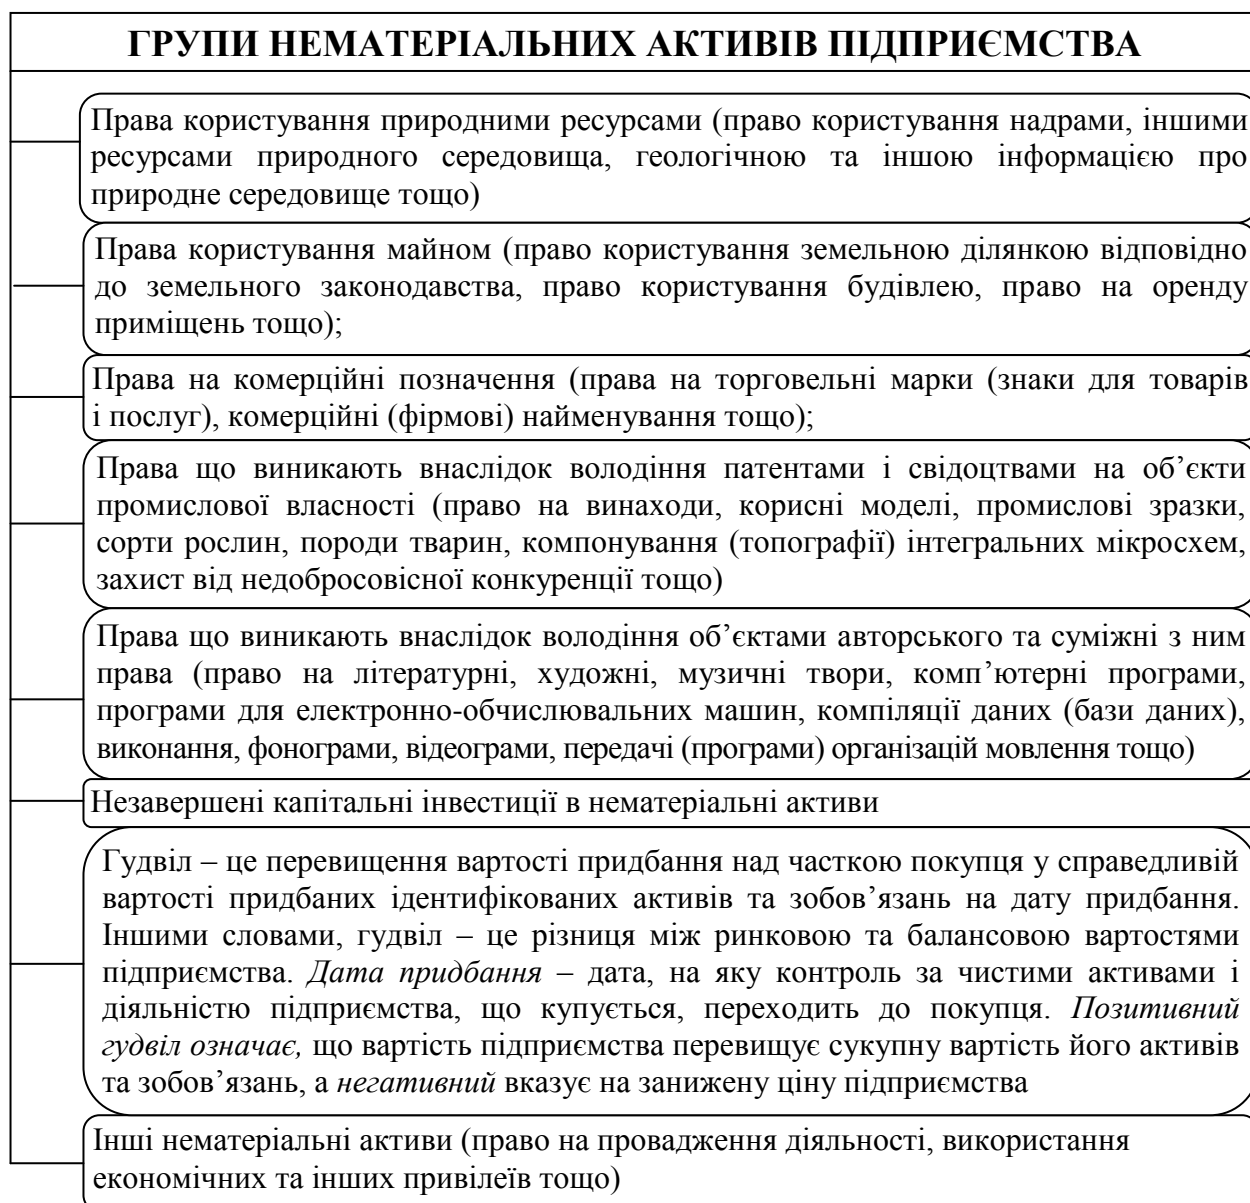 ГРУПИ НЕМАТЕРІАЛЬНИХ АКТИВІВ ПІДПРИЄМСТВА
Права користування природними ресурсами (право користування надрами, іншими
ресурсами природного середовища, геологічною та іншою інформацією про
природне середовище тощо)
Права користування майном (право користування земельною ділянкою відповідно
до земельного законодавства, право користування будівлею, право на оренду
приміщень тощо);
Права на комерційні позначення (права на торговельні марки (знаки для товарів
і послуг), комерційні (фірмові) найменування тощо);
Права що виникають внаслідок володіння патентами і свідоцтвами на об’єкти
промислової власності (право на винаходи, корисні моделі, промислові зразки,
сорти рослин, породи тварин, компонування (топографії) інтегральних мікросхем,
захист від недобросовісної конкуренції тощо)
Права що виникають внаслідок володіння об’єктами авторського та суміжні з ним
права (право на літературні, художні, музичні твори, комп’ютерні програми,
програми для електронно-обчислювальних машин, компіляції даних (бази даних),
виконання, фонограми, відеограми, передачі (програми) організацій мовлення тощо)
Незавершені капітальні інвестиції в нематеріальні активи
Гудвіл – це перевищення вартості придбання над часткою покупця у справедливій
вартості придбаних ідентифікованих активів та зобов’язань на дату придбання.
Іншими словами, гудвіл – це різниця між ринковою та балансовою вартостями
підприємства. Дата придбання – дата, на яку контроль за чистими активами і
діяльністю підприємства, що купується, переходить до покупця. Позитивний
гудвіл означає, що вартість підприємства перевищує сукупну вартість його активів
та зобов’язань, а негативний вказує на занижену ціну підприємства
Інші нематеріальні активи (право на провадження діяльності, використання
економічних та інших привілеїв тощо)